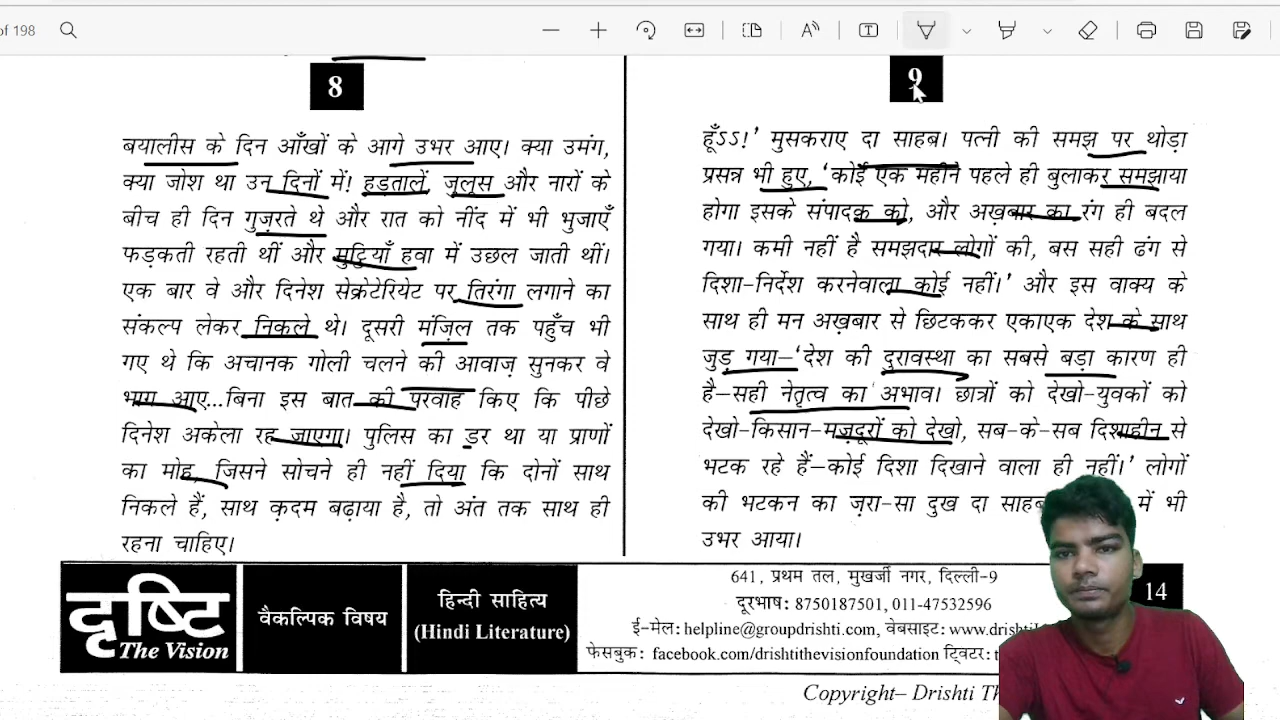 of 198
8
बयालीस के दिन आँखों के आगे उभर आए। क्या उमंग,
क्या जोश था उन दिनों में! हड़तालें, जुलूस और नारों के
बीच ही दिन गुज़रते थे और रात को नींद में भी भुजाएँ
फड़कती रहती थीं और मुट्ठियाँ हवा में उछल जाती थीं।
एक बार वे और दिनेश सेक्रेटेरियेट पर तिरंगा लगाने का
संकल्प लेकर निकले थे। दूसरी मंज़िल तक पहुँच भी
गए थे कि अचानक गोली चलने की आवाज़ सुनकर वे
भाग आए...बिना इस बात की परवाह किए कि पीछे
दिनेश अकेला रह जाएगा। पुलिस का डर था या प्राणों
का मोह जिसने सोचने ही नहीं दिया कि दोनों साथ
निकले हैं, साथ क़दम बढ़ाया है, तो अंत तक साथ ही
रहना चाहिए।
9
हूँऽऽ!' मुसकराए दा साहब। पत्नी की समझ पर थोड़ा
प्रसन्न भी हुए, 'कोई एक महीने पहले ही बुलाकर समझाया
होगा इसके संपादक को, और अख़बार का रंग ही बदल
गया। कमी नहीं है समझदार लोगों की, बस सही ढंग से
दिशा-निर्देश करनेवाला कोई नहीं।' और इस वाक्य के
साथ ही मन अख़बार से छिटककर एकाएक देश के साथ
जुड़ गया–'देश की दुरावस्था का सबसे बड़ा कारण ही
है–सही नेतृत्व का अभाव। छात्रों को देखो-युवकों को
देखो-किसान-मज़दूरों को देखो, सब-के-सब दिशाहीन से
भटक रहे हैं–कोई दिशा दिखाने वाला ही नहीं।' लोगों
की भटकन का ज़रा-सा दुख दा साहब में भी
उभर आया।
दृष्टि
The Vision
वैकल्पिक विषय
हिन्दी साहित्य
(Hindi Literature)
641, प्रथम तल, मुखर्जी नगर, दिल्ली-9
दूरभाष: 8750187501, 011-47532596
ई-मेल: helpline@groupdrishti.com, वेबसाइट:
फेसबुक: facebook.com/drishtithevisionfoundation ट्विटर:
14
Copyright– Drishti